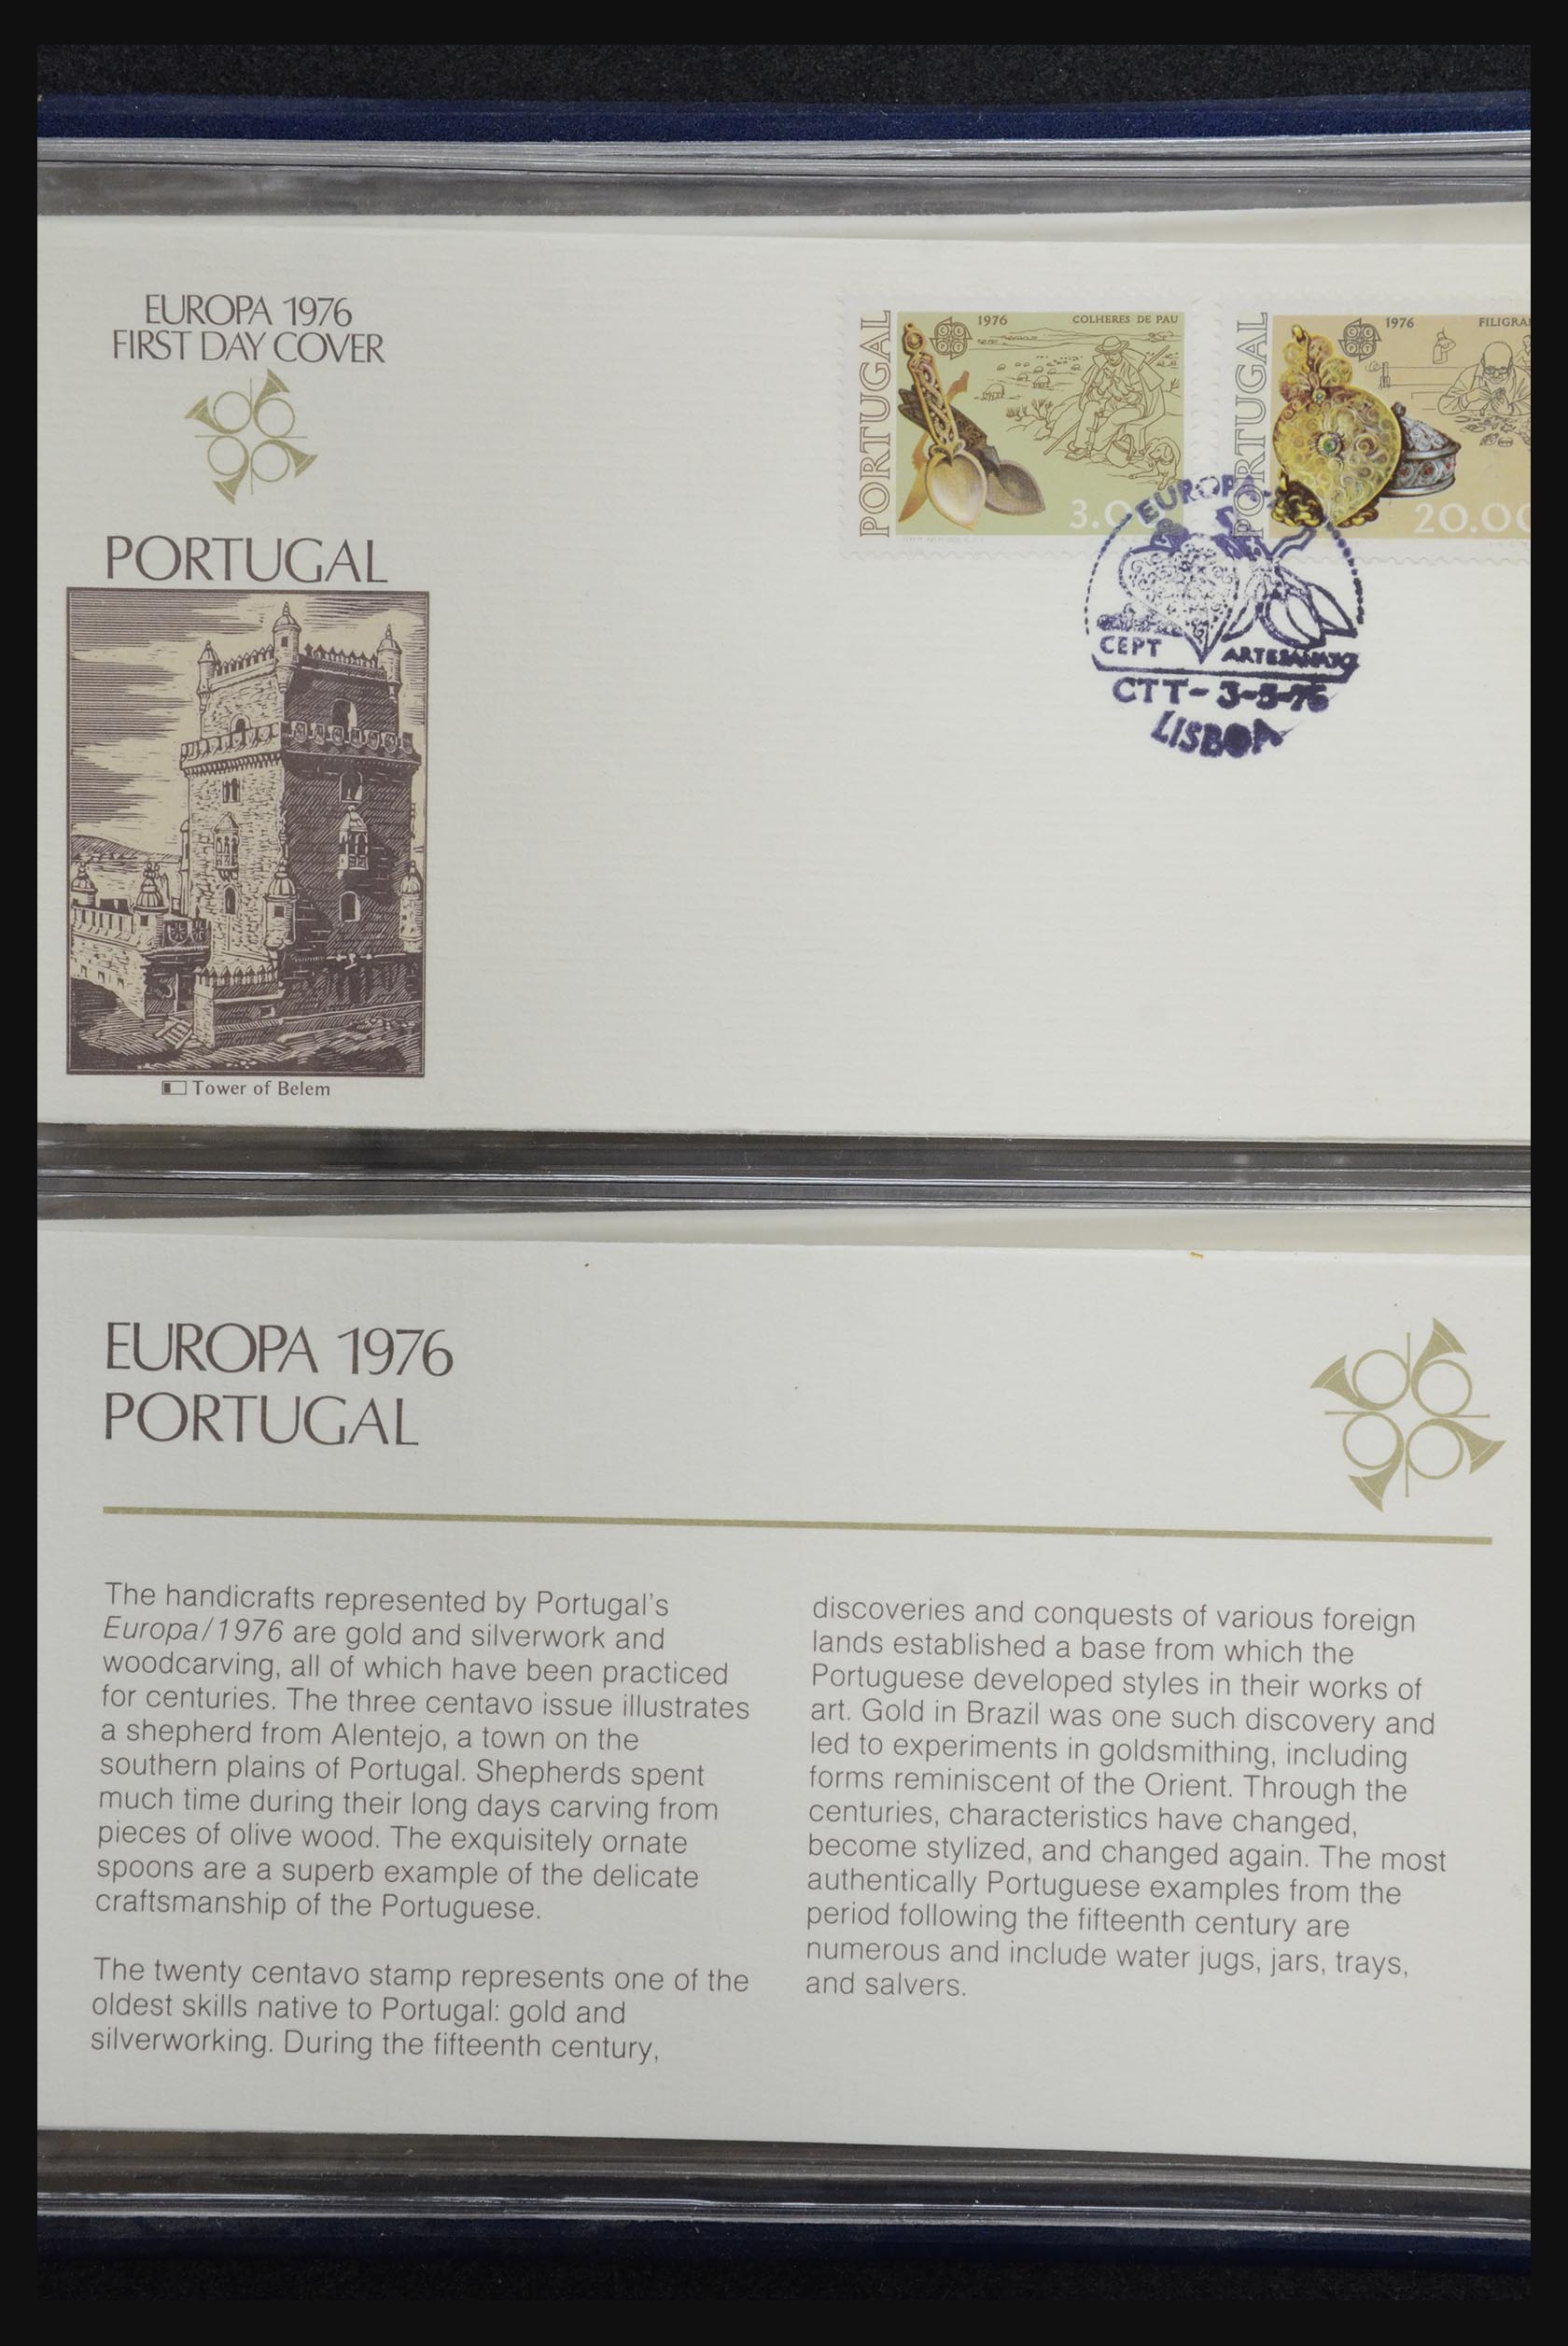 EUROPA 1976
FIRST DAY COVER
PORTUGAL
Tower of Belem
PORTUGAL
1976
COLHERES DE PAU
3.0
PORTUGAL
1976
FILIGRA
20.00
EUROPA
CEPT
ARTESANATO
CTT-3-5-76
LISBOA
EUROPA 1976
PORTUGAL
The handicrafts represented by Portugal's
Europa/1976 are gold and silverwork and
woodcarving, all of which have been practiced
for centuries. The three centavo issue illustrates
a shepherd from Alentejo, a town on the
southern plains of Portugal. Shepherds spent
much time during their long days carving from
pieces of olive wood. The exquisitely ornate
spoons are a superb example of the delicate
craftsmanship of the Portuguese.
The twenty centavo stamp represents one of the
oldest skills native to Portugal: gold and
silverworking. During the fifteenth century,
discoveries and conquests of various foreign
lands established a base from which the
Portuguese developed styles in their works of
art. Gold in Brazil was one such discovery and
led to experiments in goldsmithing, including
forms reminiscent of the Orient. Through the
centuries, characteristics have changed,
become stylized, and changed again. The most
authentically Portuguese examples from the
period following the fifteenth century are
numerous and include water jugs, jars, trays,
and salvers.